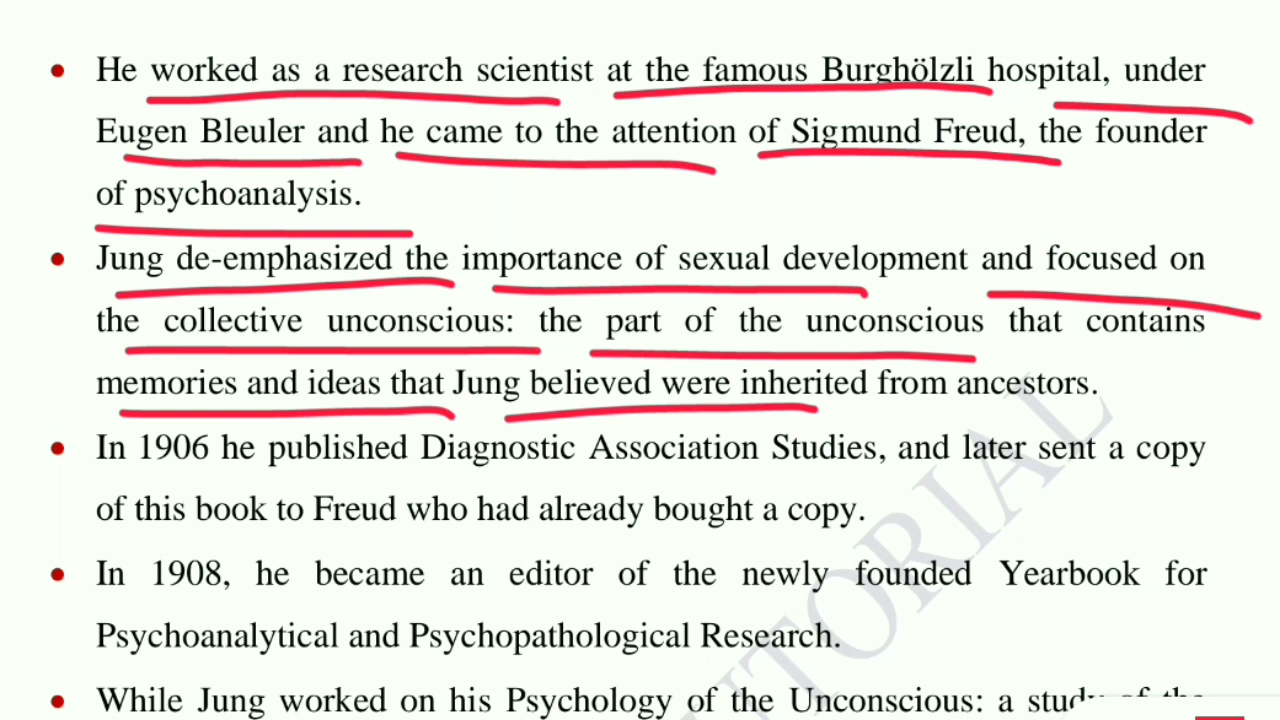 • He worked as a research scientist at the famous Burghölzli hospital, under
Eugen Bleuler and he came to the attention of Sigmund Freud, the founder
of psychoanalysis.
• Jung de-emphasized the importance of sexual development and focused on
the collective unconscious: the part of the unconscious that contains
memories and ideas that Jung believed were inherited from ancestors.
• In 1906 he published Diagnostic Association Studies, and later sent a copy
of this book to Freud who had already bought a copy.
• In 1908, he became an editor of the newly founded Yearbook for
Psychoanalytical and Psychopathological Research.
• While Jung worked on his Psychology of the Unconscious: a study of the